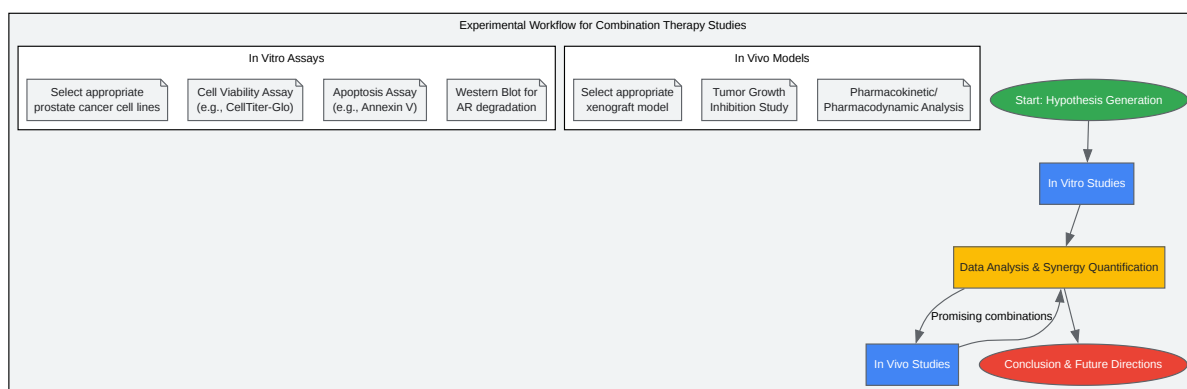 Experimental Workflow for Combination Therapy Studies
In Vitro Assays
Select appropriate
prostate cancer cell lines
Cell Viability Assay
(e.g., CellTiter-Glo)
Apoptosis Assay
(e.g., Annexin V)
Western Blot for
AR degradation
In Vivo Models
Select appropriate
xenograft model
Tumor Growth
Inhibition Study
Pharmacokinetic/
Pharmacodynamic Analysis
Start: Hypothesis Generation
In Vitro Studies
Data Analysis & Synergy Quantification
Promising combinations
In Vivo Studies
Conclusion & Future Directions